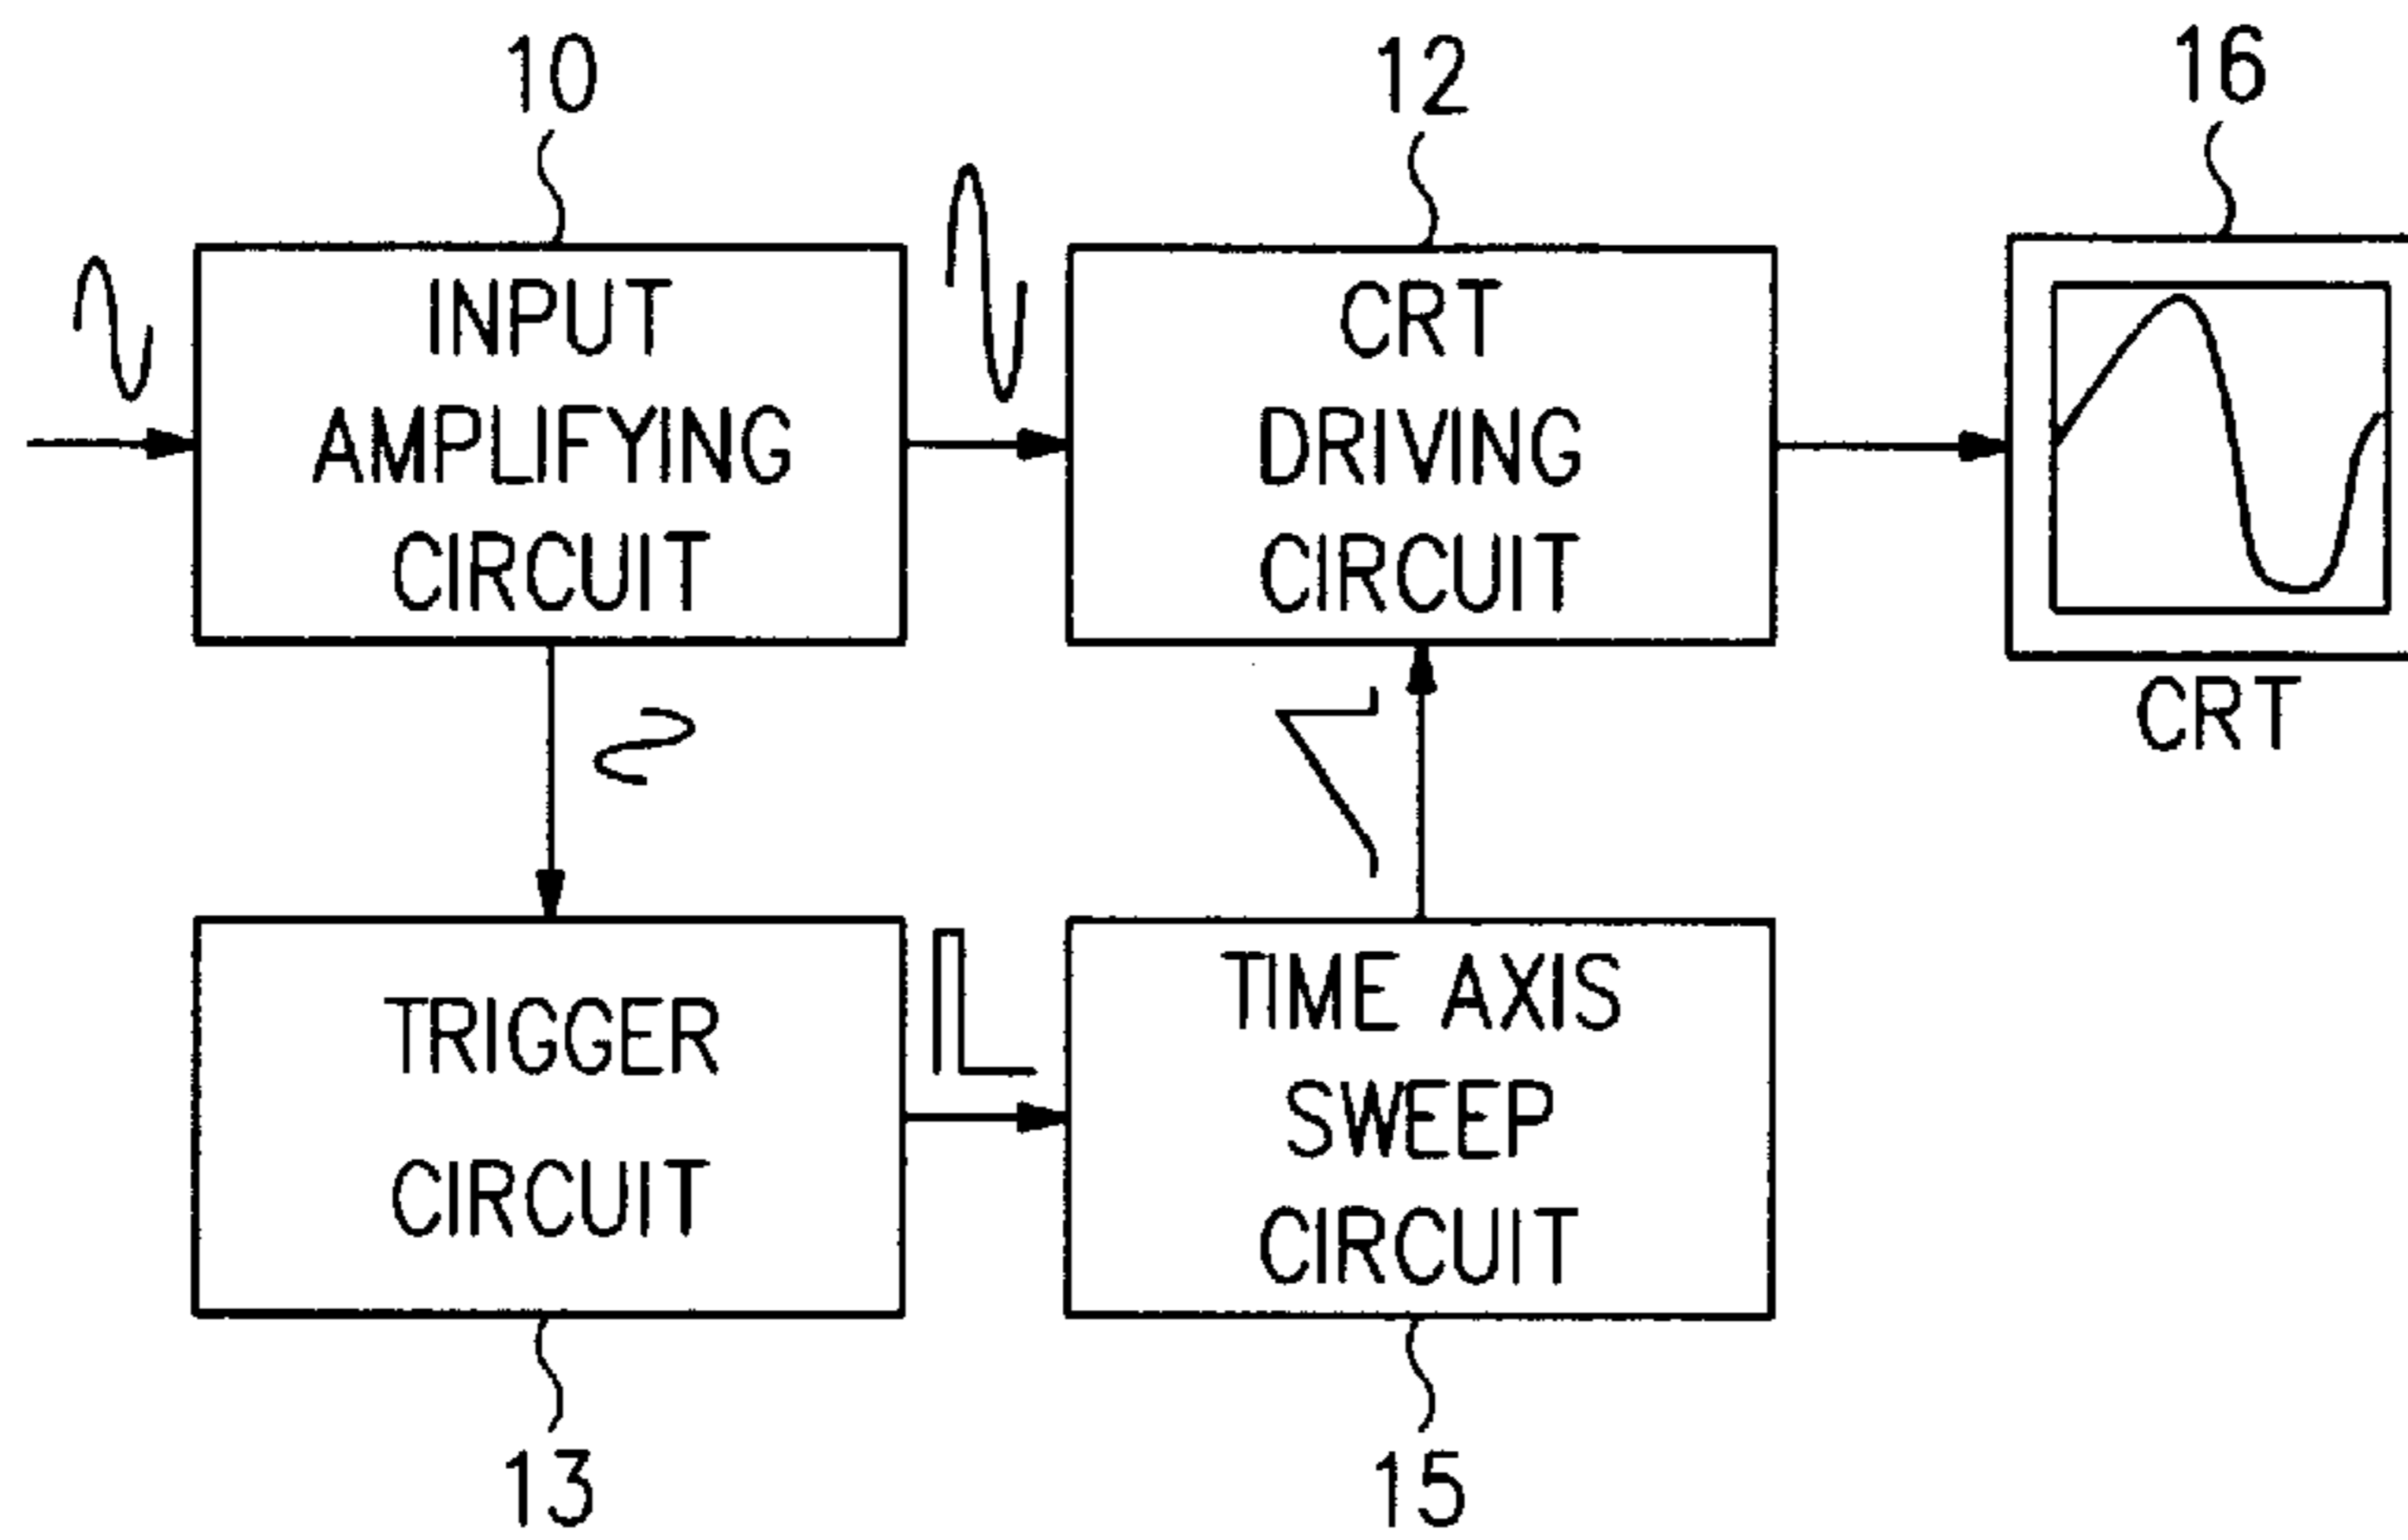 10
12
16
INPUT
AMPLIFYING
CIRCUIT
CRT
DRIVING
CIRCUIT
CRT
TRIGGER
CIRCUIT
TIME AXIS
SWEEP
CIRCUIT
13
15